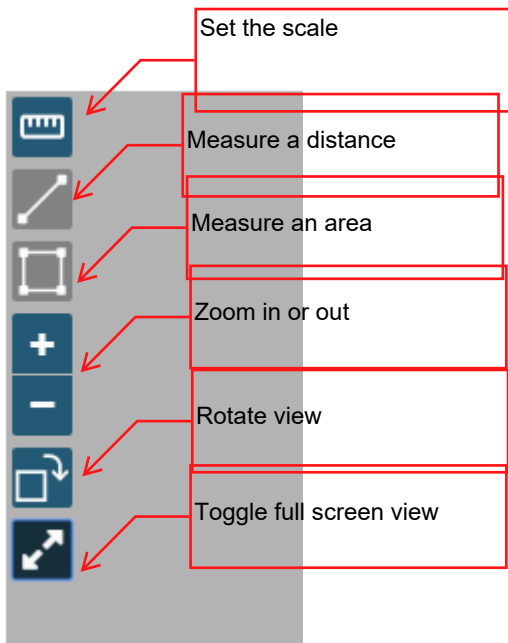 Set the scale
Measure a distance
Measure an area
Zoom in or out
Rotate view
Toggle full screen view